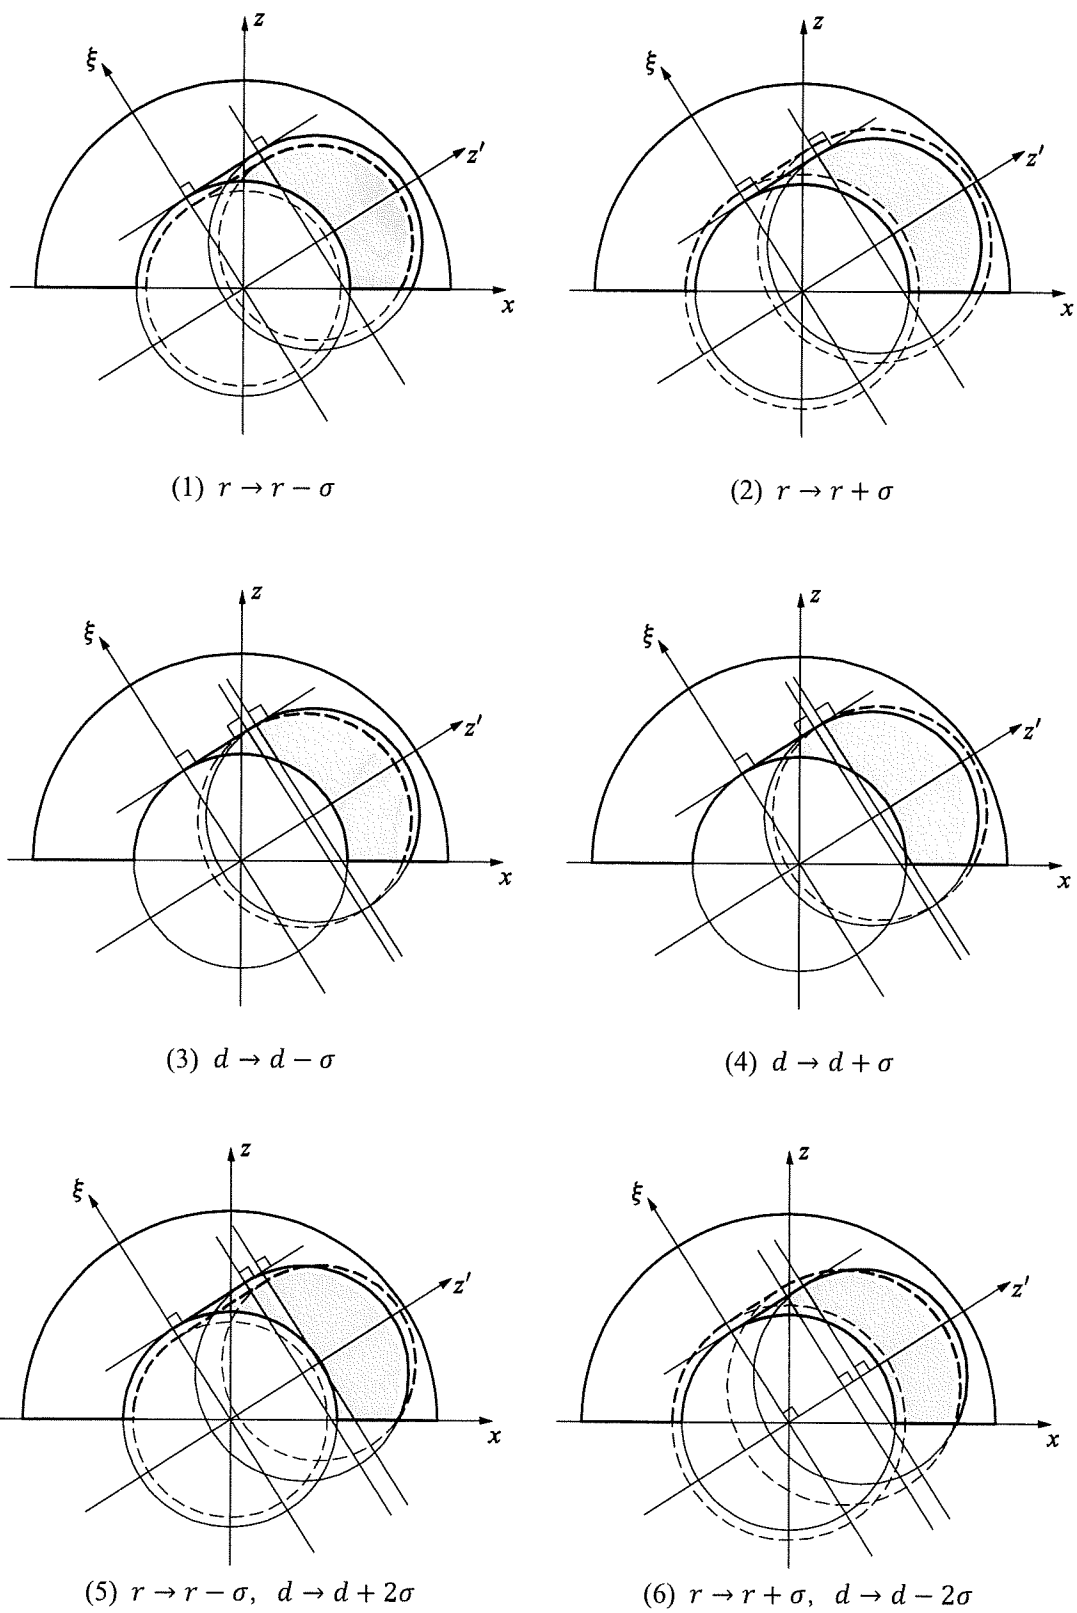 z z
ξ ξ
z' z'
x x
(1) r → r − σ (2) r → r + σ
z z
ξ ξ
z' z'
x x
(3) d → d − σ (4) d → d + σ
z z
ξ ξ
z' z'
x x
(5) r → r − σ, d → d + 2σ (6) r → r + σ, d → d − 2σ